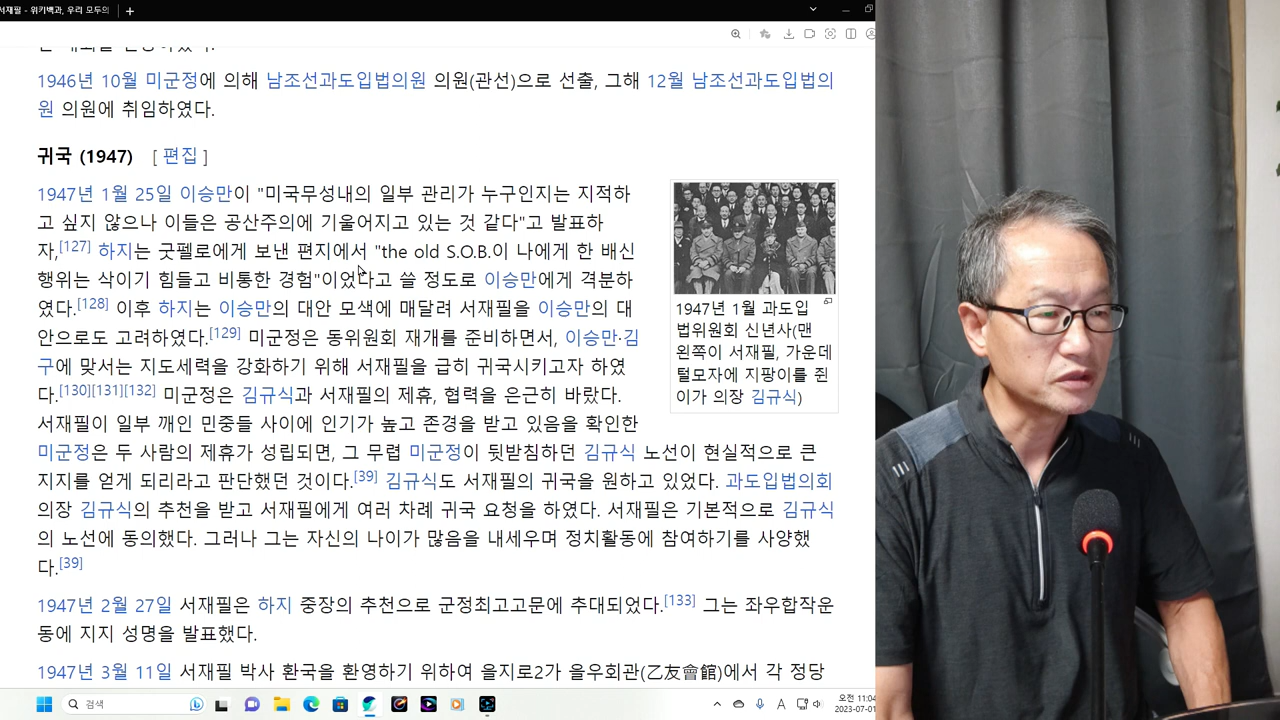 서재필 - 위키백과, 우리 모두의
1946년 10월 미군정에 의해 남조선과도입법의원 의원(관선)으로 선출, 그해 12월 남조선과도입법의
원 의원에 취임하였다.
귀국 (1947) [ 편집 ]
1947년 1월 25일 이승만이 "미국무성내의 일부 관리가 누구인지는 지적하
고 싶지 않으나 이들은 공산주의에 기울어지고 있는 것 같다"고 발표하
자,[127] 하지는 굿펠로에게 보낸 편지에서 "the old S.O.B.이 나에게 한 배신
행위는 삭이기 힘들고 비통한 경험"이었다고 쓸 정도로 이승만에게 격분하
였다.[128] 이후 하지는 이승만의 대안 모색에 매달려 서재필을 이승만의 대
안으로도 고려하였다.[129] 미군정은 동위원회 재개를 준비하면서, 이승만·김
구에 맞서는 지도세력을 강화하기 위해 서재필을 급히 귀국시키고자 하였
다.[130][131][132] 미군정은 김규식과 서재필의 제휴, 협력을 은근히 바랐다.
서재필이 일부 깨인 민중들 사이에 인기가 높고 존경을 받고 있음을 확인한
미군정은 두 사람의 제휴가 성립되면, 그 무렵 미군정이 뒷받침하던 김규식 노선이 현실적으로 큰
지지를 얻게 되리라고 판단했던 것이다.[39] 김규식도 서재필의 귀국을 원하고 있었다. 과도입법의회
의장 김규식의 추천을 받고 서재필에게 여러 차례 귀국 요청을 하였다. 서재필은 기본적으로 김규식
의 노선에 동의했다. 그러나 그는 자신의 나이가 많음을 내세우며 정치활동에 참여하기를 사양했
다.[39]
1947년 1월 과도입
법위원회 신년사(맨
왼쪽이 서재필, 가운데
털모자에 지팡이를 쥔
이가 의장 김규식)
1947년 2월 27일 서재필은 하지 중장의 추천으로 군정최고고문에 추대되었다.[133] 그는 좌우합작운
동에 지지 성명을 발표했다.
1947년 3월 11일 서재필 박사 환국을 환영하기 위하여 을지로2가 을우회관(乙友會館)에서 각 정당
검색
A
오전 11:04
2023-07-01